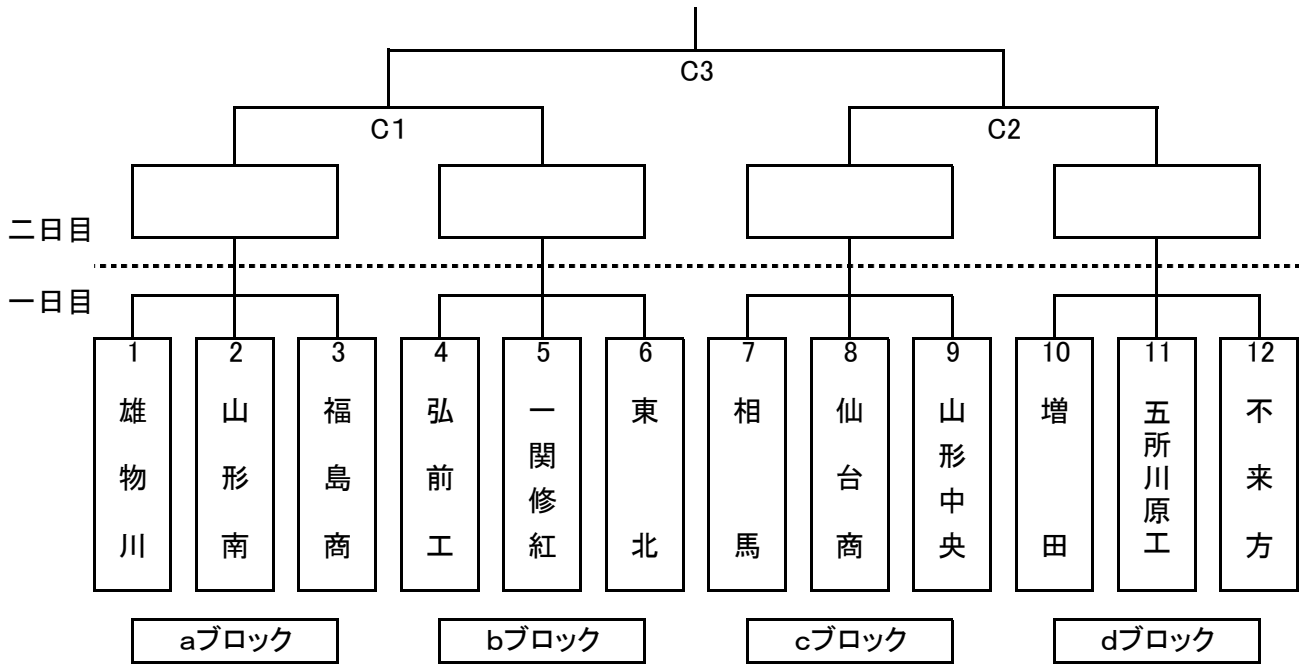 C3
C1
C2
二日目
一日目
1
雄物川
2
山形南
3
福島商
4
弘前工
5
一関修紅
6
東北
7
相馬
8
仙台商
9
山形中央
10
増田
11
五所川原工
12
不来方
aブロック
bブロック
cブロック
dブロック